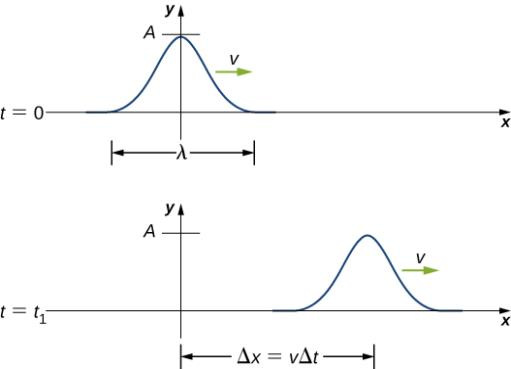 y
A
v
t = 0
x
λ
y
A
v
t = t₁
x
Δx = vΔt